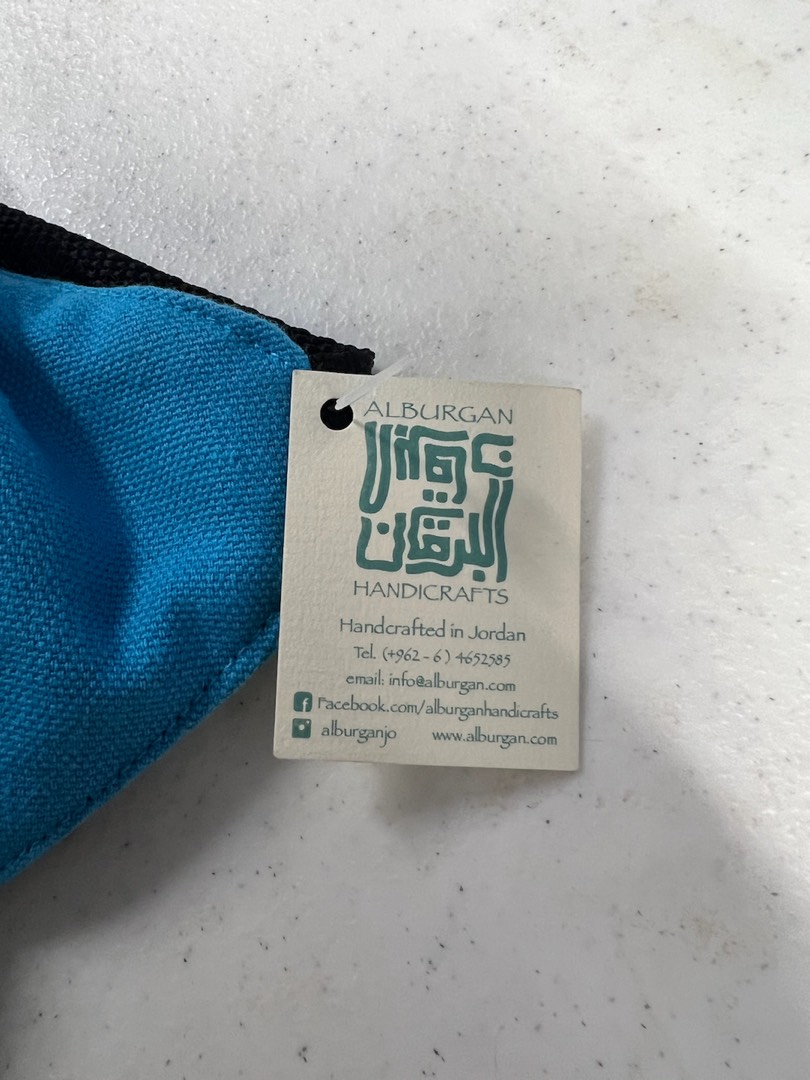 ALBURGAN
البرقان
HANDICRAFTS
Handcrafted in Jordan
Tel. (+962 - 6 ) 4652585
email: info@alburgan.com
Facebook.com/alburganhandicrafts
alburganjo www.alburgan.com